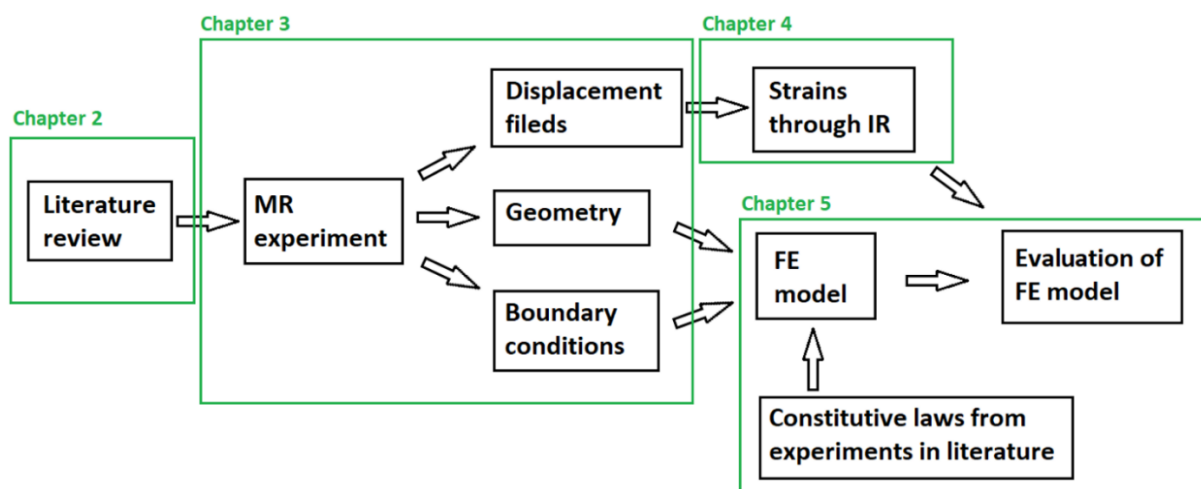 Chapter 2
Literature
review
Chapter 3
MR
experiment
Displacement
fileds
Geometry
Boundary
conditions
Chapter 4
Strains
through IR
Chapter 5
FE
model
Evaluation of
FE model
Constitutive laws from
experiments in literature